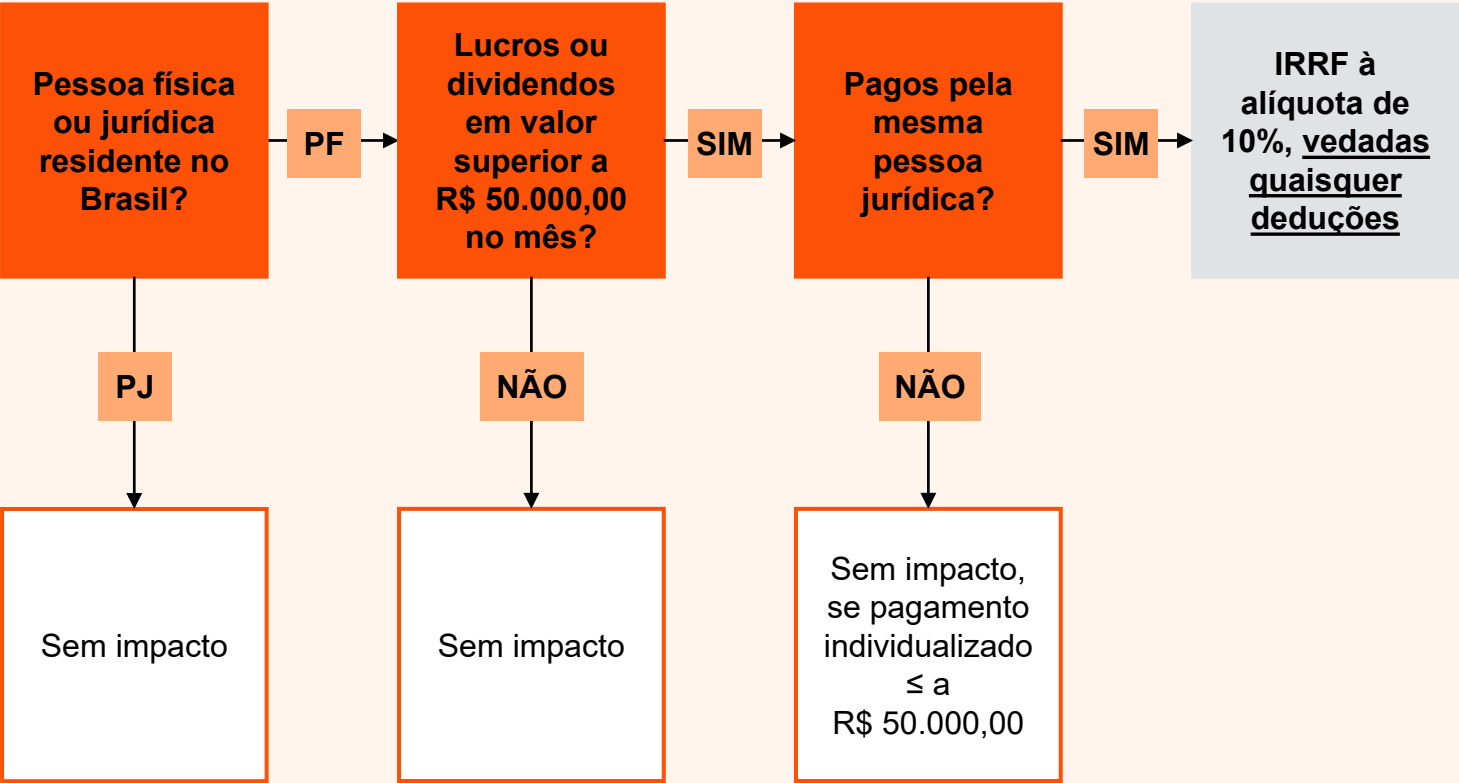 Pessoa física
ou jurídica
residente no
Brasil?
PF
Lucros ou
dividendos
em valor
superior a
R$ 50.000,00
no mês?
SIM
Pagos pela
mesma
pessoa
jurídica?
SIM
IRRF à
alíquota de
10%, vedadas
quaisquer
deduções
PJ
NÃO
NÃO
Sem impacto
Sem impacto
Sem impacto,
se pagamento
individualizado
≤ a
R$ 50.000,00